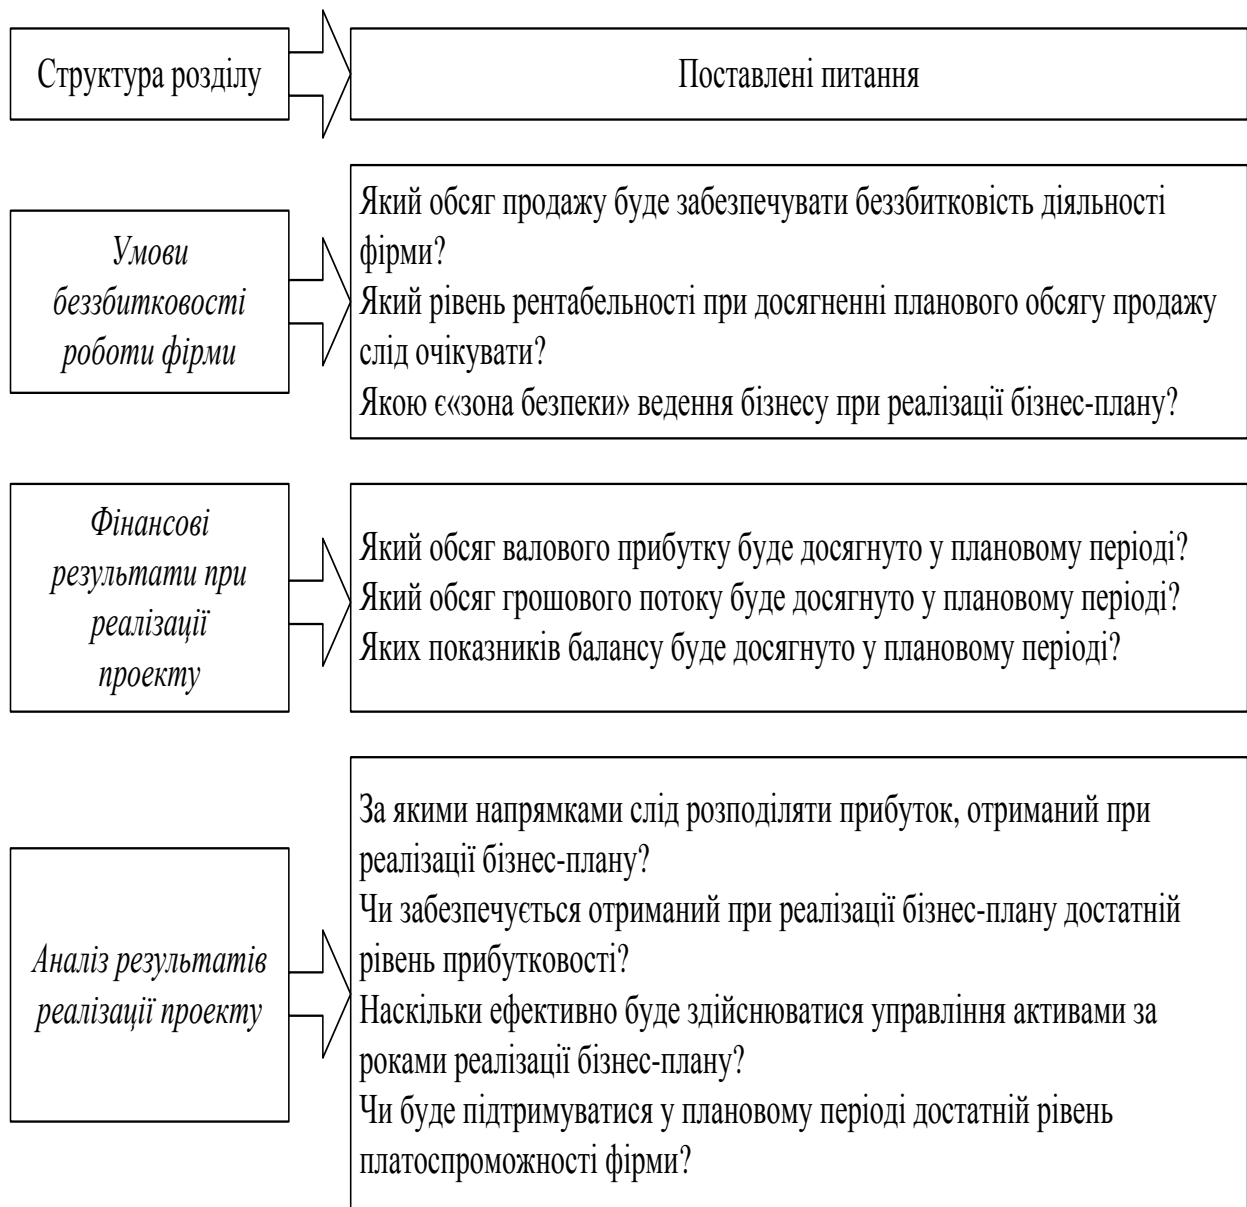 Структура розділу
Поставлені питання
Умови
беззбитковості
роботи фірми
Який обсяг продажу буде забезпечувати беззбитковість діяльності
фірми?
Який рівень рентабельності при досягненні планового обсягу продажу
слід очікувати?
Якою є«зона безпеки» ведення бізнесу при реалізації бізнес-плану?
Фінансові
результати при
реалізації
проекту
Який обсяг валового прибутку буде досягнуто у плановому періоді?
Який обсяг грошового потоку буде досягнуто у плановому періоді?
Яких показників балансу буде досягнуто у плановому періоді?
Аналіз результатів
реалізації проекту
За якими напрямками слід розподіляти прибуток, отриманий при
реалізації бізнес-плану?
Чи забезпечується отриманий при реалізації бізнес-плану достатній
рівень прибутковості?
Наскільки ефективно буде здійснюватися управління активами за
роками реалізації бізнес-плану?
Чи буде підтримуватися у плановому періоді достатній рівень
платоспроможності фірми?